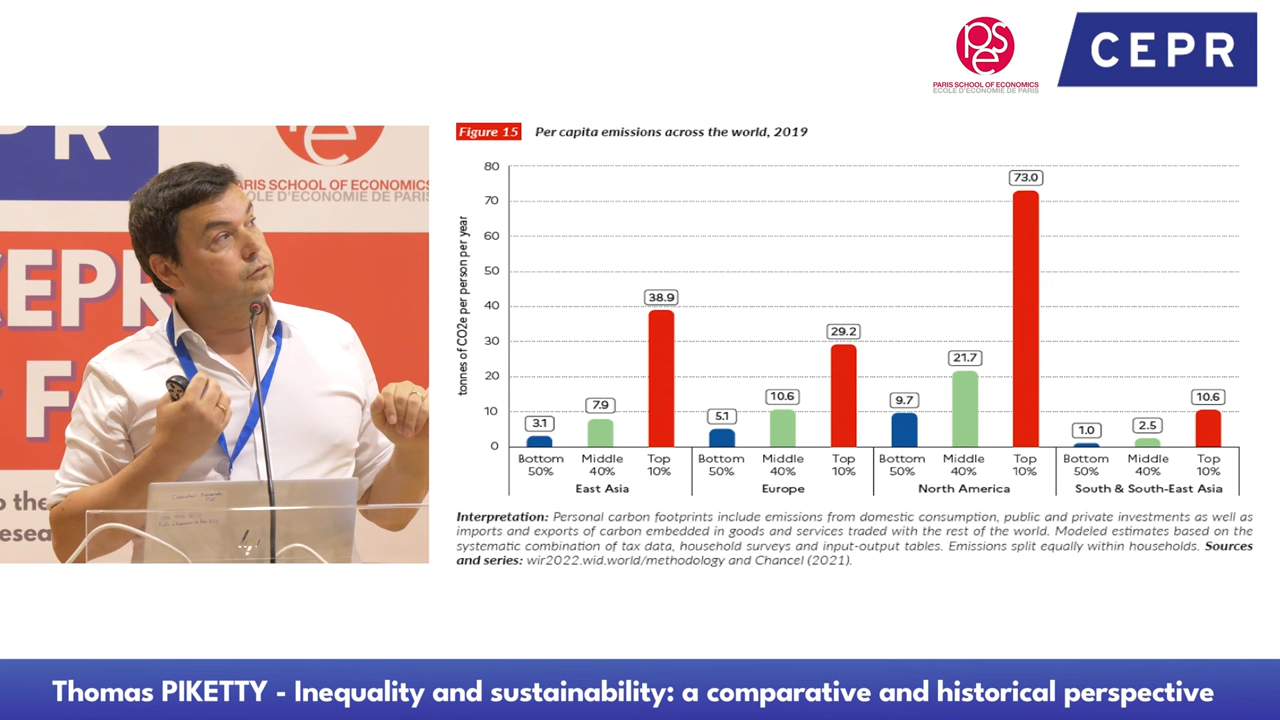 pse
PARIS SCHOOL OF ECONOMICS
ECOLE D'ECONOMIE DE PARIS
CEPR
PR
e
PARIS SCHOOL OF ECONOMICS
ECOLE D'ECONOMIE DE PARIS
CEPR
F
o the
esea
Figure 15 Per capita emissions across the world, 2019
tonnes of CO2e per person per year
80
70
60
50
40
30
20
10
0
3.1
7.9
38.9
5.1
10.6
29.2
9.7
21.7
73.0
1.0
2.5
10.6
Bottom 50% Middle 40% Top 10% Bottom 50% Middle 40% Top 10% Bottom 50% Middle 40% Top 10% Bottom 50% Middle 40% Top 10%
East Asia Europe North America South & South-East Asia
Interpretation: Personal carbon footprints include emissions from domestic consumption, public and private investments as well as
imports and exports of carbon embedded in goods and services traded with the rest of the world. Modeled estimates based on the
systematic combination of tax data, household surveys and input-output tables. Emissions split equally within households. Sources
and series: wir2022.wid.world/methodology and Chancel (2021).
Thomas PIKETTY - Inequality and sustainability: a comparative and historical perspective